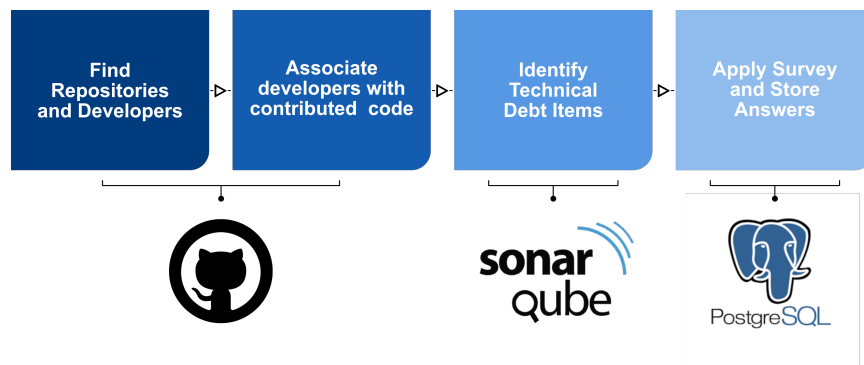 Find
Repositories
and Developers
Associate
developers with
contributed code
Identify
Technical
Debt Items
Apply Survey
and Store
Answers
sonar
qube
PostgreSQL